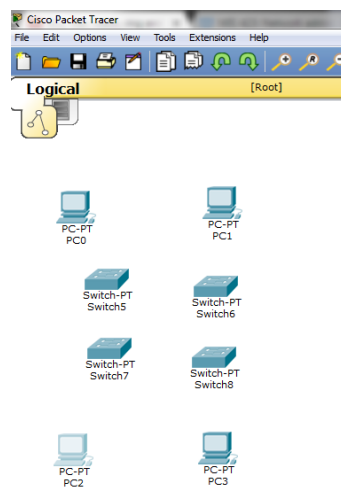 Cisco Packet Tracer
File Edit Options View Tools Extensions Help
Logical [Root]
PC-PT
PC0
PC-PT
PC1
Switch-PT
Switch5
Switch-PT
Switch6
Switch-PT
Switch7
Switch-PT
Switch8
PC-PT
PC2
PC-PT
PC3